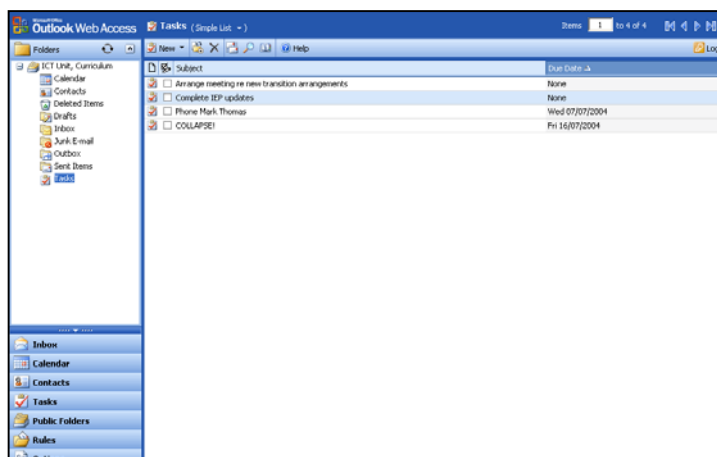 Microsoft Office
Outlook Web Access
Tasks (Simple List)
Items 1 to 4 of 4
Folders
New
Help
Log
ICT Unit, Curriculum
Calendar
Contacts
Deleted Items
Drafts
Inbox
Junk E-mail
Outbox
Sent Items
Tasks
Subject Due Date
Arrange meeting re new transition arrangements None
Complete IEP updates None
Phone Mark Thomas Wed 07/07/2004
COLLAPSE! Fri 16/07/2004
Inbox
Calendar
Contacts
Tasks
Public Folders
Rules